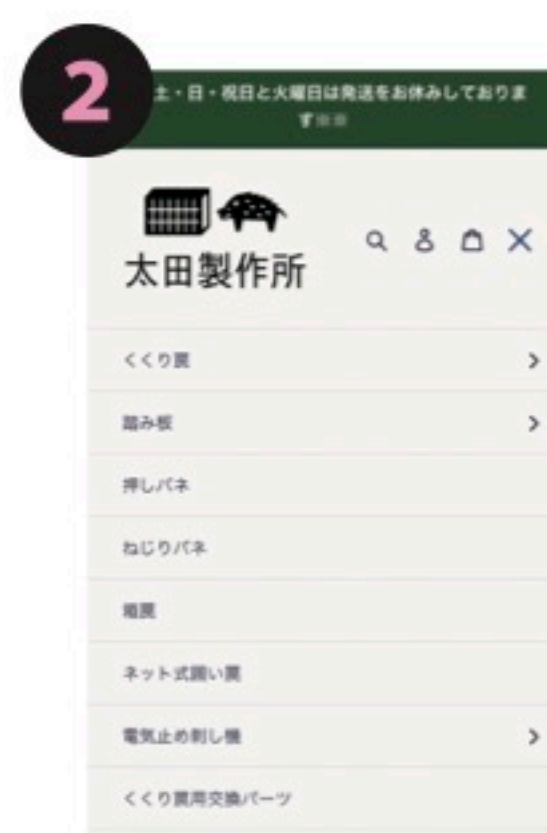 2
土・日・祝日と火曜日は発送をお休みしておりま
す※※
太田製作所
くくり罠
踏み板
押しバネ
ねじりバネ
箱罠
ネット式囲い罠
電気止め刺し機
くくり罠用交換パーツ